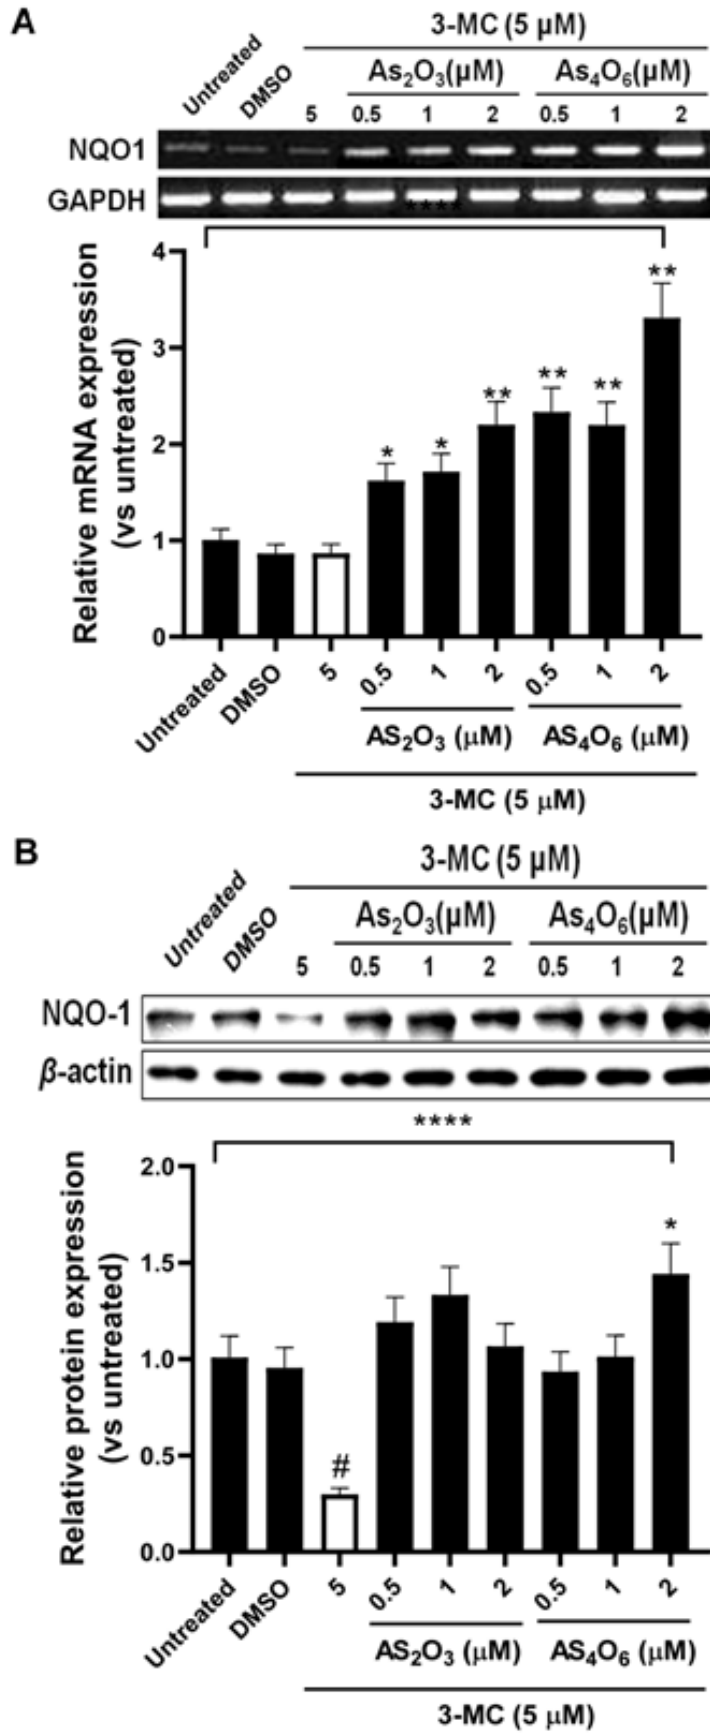 A
3-MC (5 µM)
Untreated
DMSO
As₂O₃(µM)
As₄O₆(µM)
5 0.5 1 2 0.5 1 2
NQO1
GAPDH
****
Relative mRNA expression
(vs untreated)
4
3
2
1
0
* * ** ** ** **
Untreated DMSO 5 0.5 1 2 0.5 1 2
AS₂O₃ (µM) AS₄O₆ (µM)
3-MC (5 µM)
B
3-MC (5 µM)
Untreated
DMSO
As₂O₃(µM)
As₄O₆(µM)
5 0.5 1 2 0.5 1 2
NQO-1
β-actin
****
Relative protein expression
(vs untreated)
2.0
1.5
1.0
0.5
0.0
# *
Untreated DMSO 5 0.5 1 2 0.5 1 2
AS₂O₃ (µM) AS₄O₆ (µM)
3-MC (5 µM)